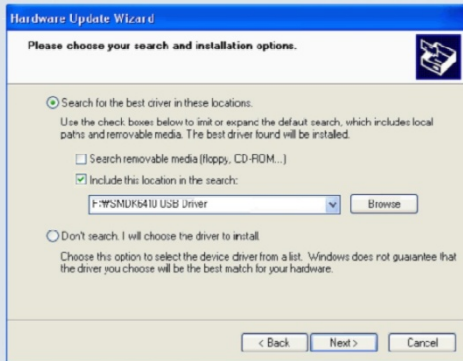 Hardware Update Wizard
Please choose your search and installation options.
Search for the best driver in these locations.
Use the check boxes below to limit or expand the default search, which includes local
paths and removable media. The best driver found will be installed.
Search removable media (floppy, CD-ROM...)
Include this location in the search:
F:₩SMDK6410 USB Driver
Browse
Don't search. I will choose the driver to install.
Choose this option to select the device driver from a list. Windows does not guarantee that
the driver you choose will be the best match for your hardware.
< Back
Next >
Cancel